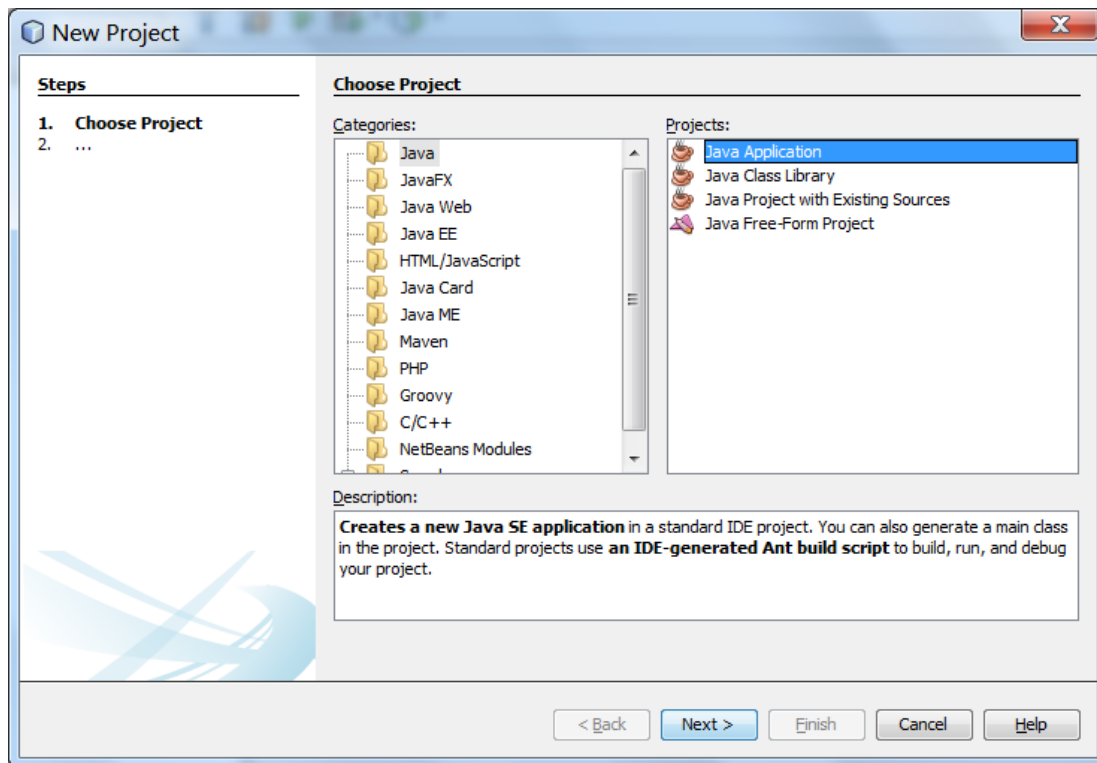 New Project
X
Steps
1. Choose Project
2. ...
Choose Project
Categories:
Java
JavaFX
Java Web
Java EE
HTML/JavaScript
Java Card
Java ME
Maven
PHP
Groovy
C/C++
NetBeans Modules
Projects:
Java Application
Java Class Library
Java Project with Existing Sources
Java Free-Form Project
Description:
Creates a new Java SE application in a standard IDE project. You can also generate a main class
in the project. Standard projects use an IDE-generated Ant build script to build, run, and debug
your project.
< Back
Next >
Finish
Cancel
Help